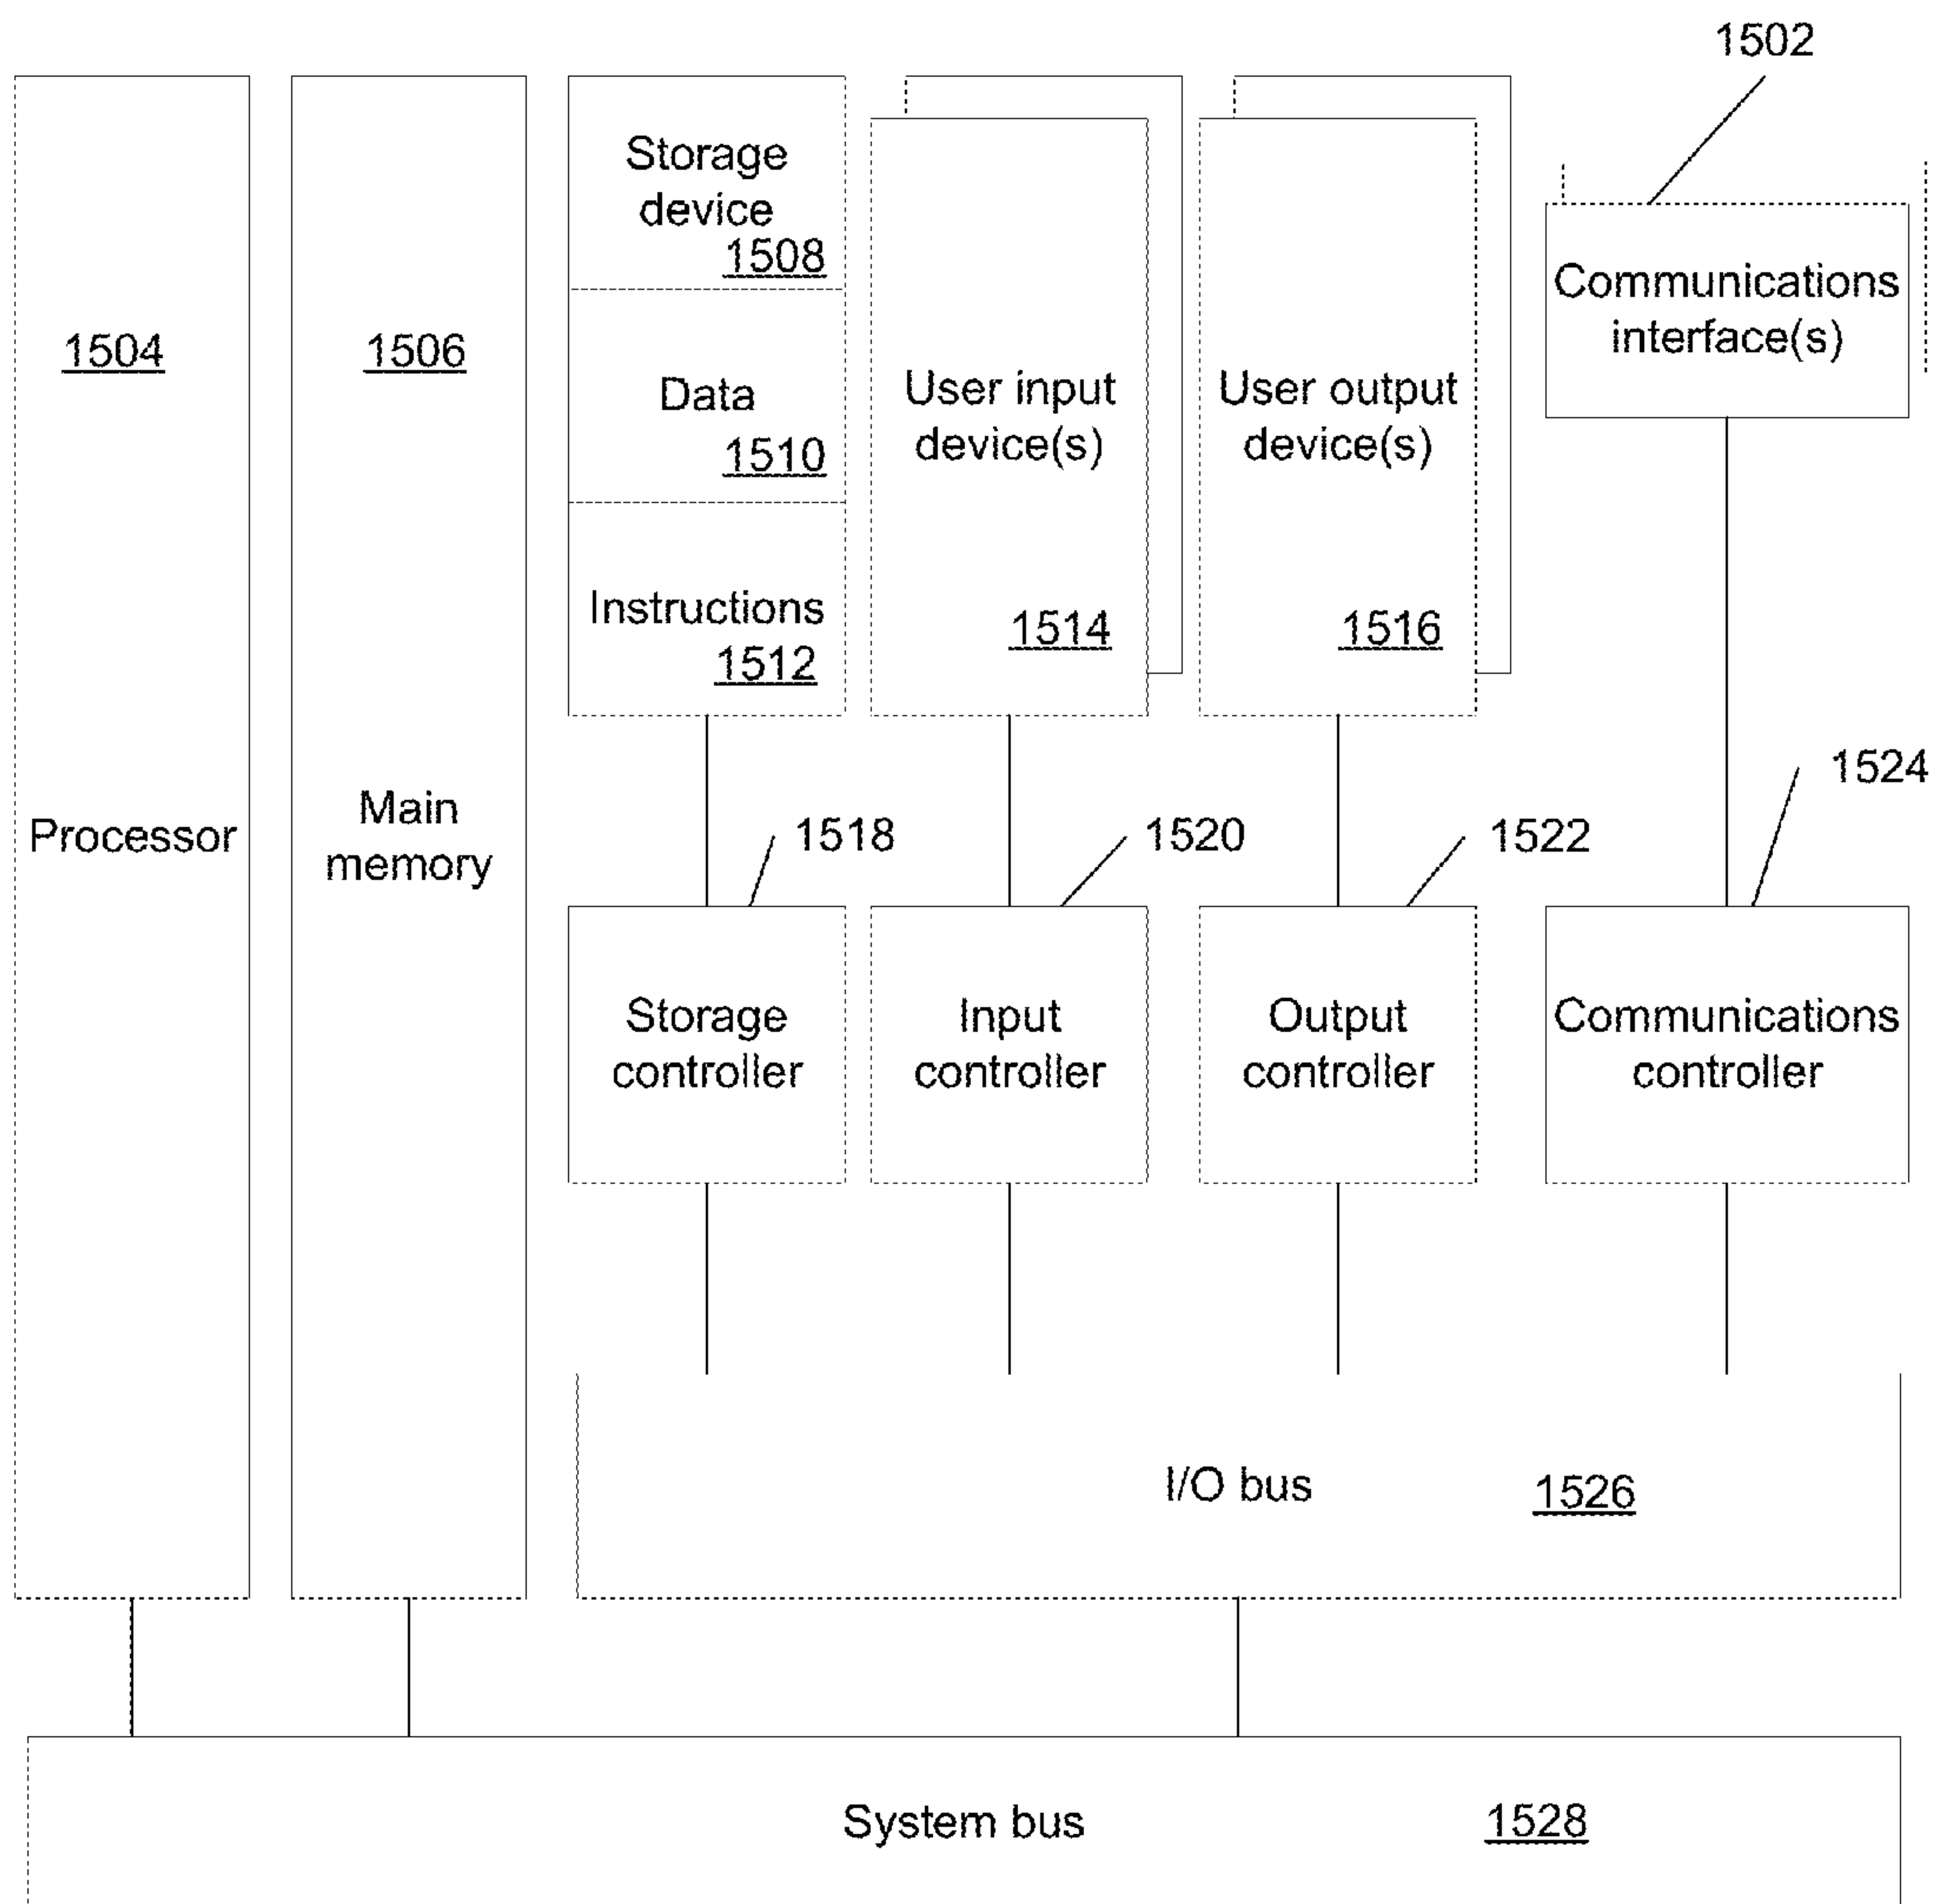 1502
1504
Processor
1506
Main
memory
Storage
device
1508
Data
1510
Instructions
1512
User input
device(s)
1514
User output
device(s)
1516
Communications
interface(s)
1518
1520
1522
1524
Storage
controller
Input
controller
Output
controller
Communications
controller
I/O bus
1526
System bus
1528